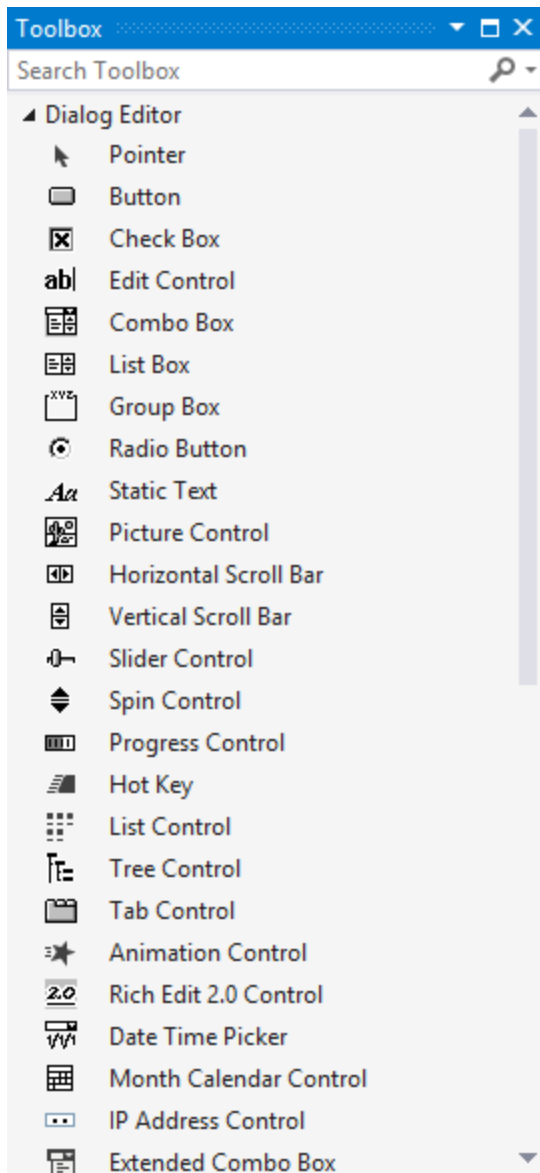 Toolbox
Search Toolbox
Dialog Editor
Pointer
Button
Check Box
ab Edit Control
Combo Box
List Box
XYZ Group Box
Radio Button
Aa Static Text
Picture Control
Horizontal Scroll Bar
Vertical Scroll Bar
Slider Control
Spin Control
Progress Control
Hot Key
List Control
Tree Control
Tab Control
Animation Control
2.0 Rich Edit 2.0 Control
Date Time Picker
Month Calendar Control
IP Address Control
Extended Combo Box